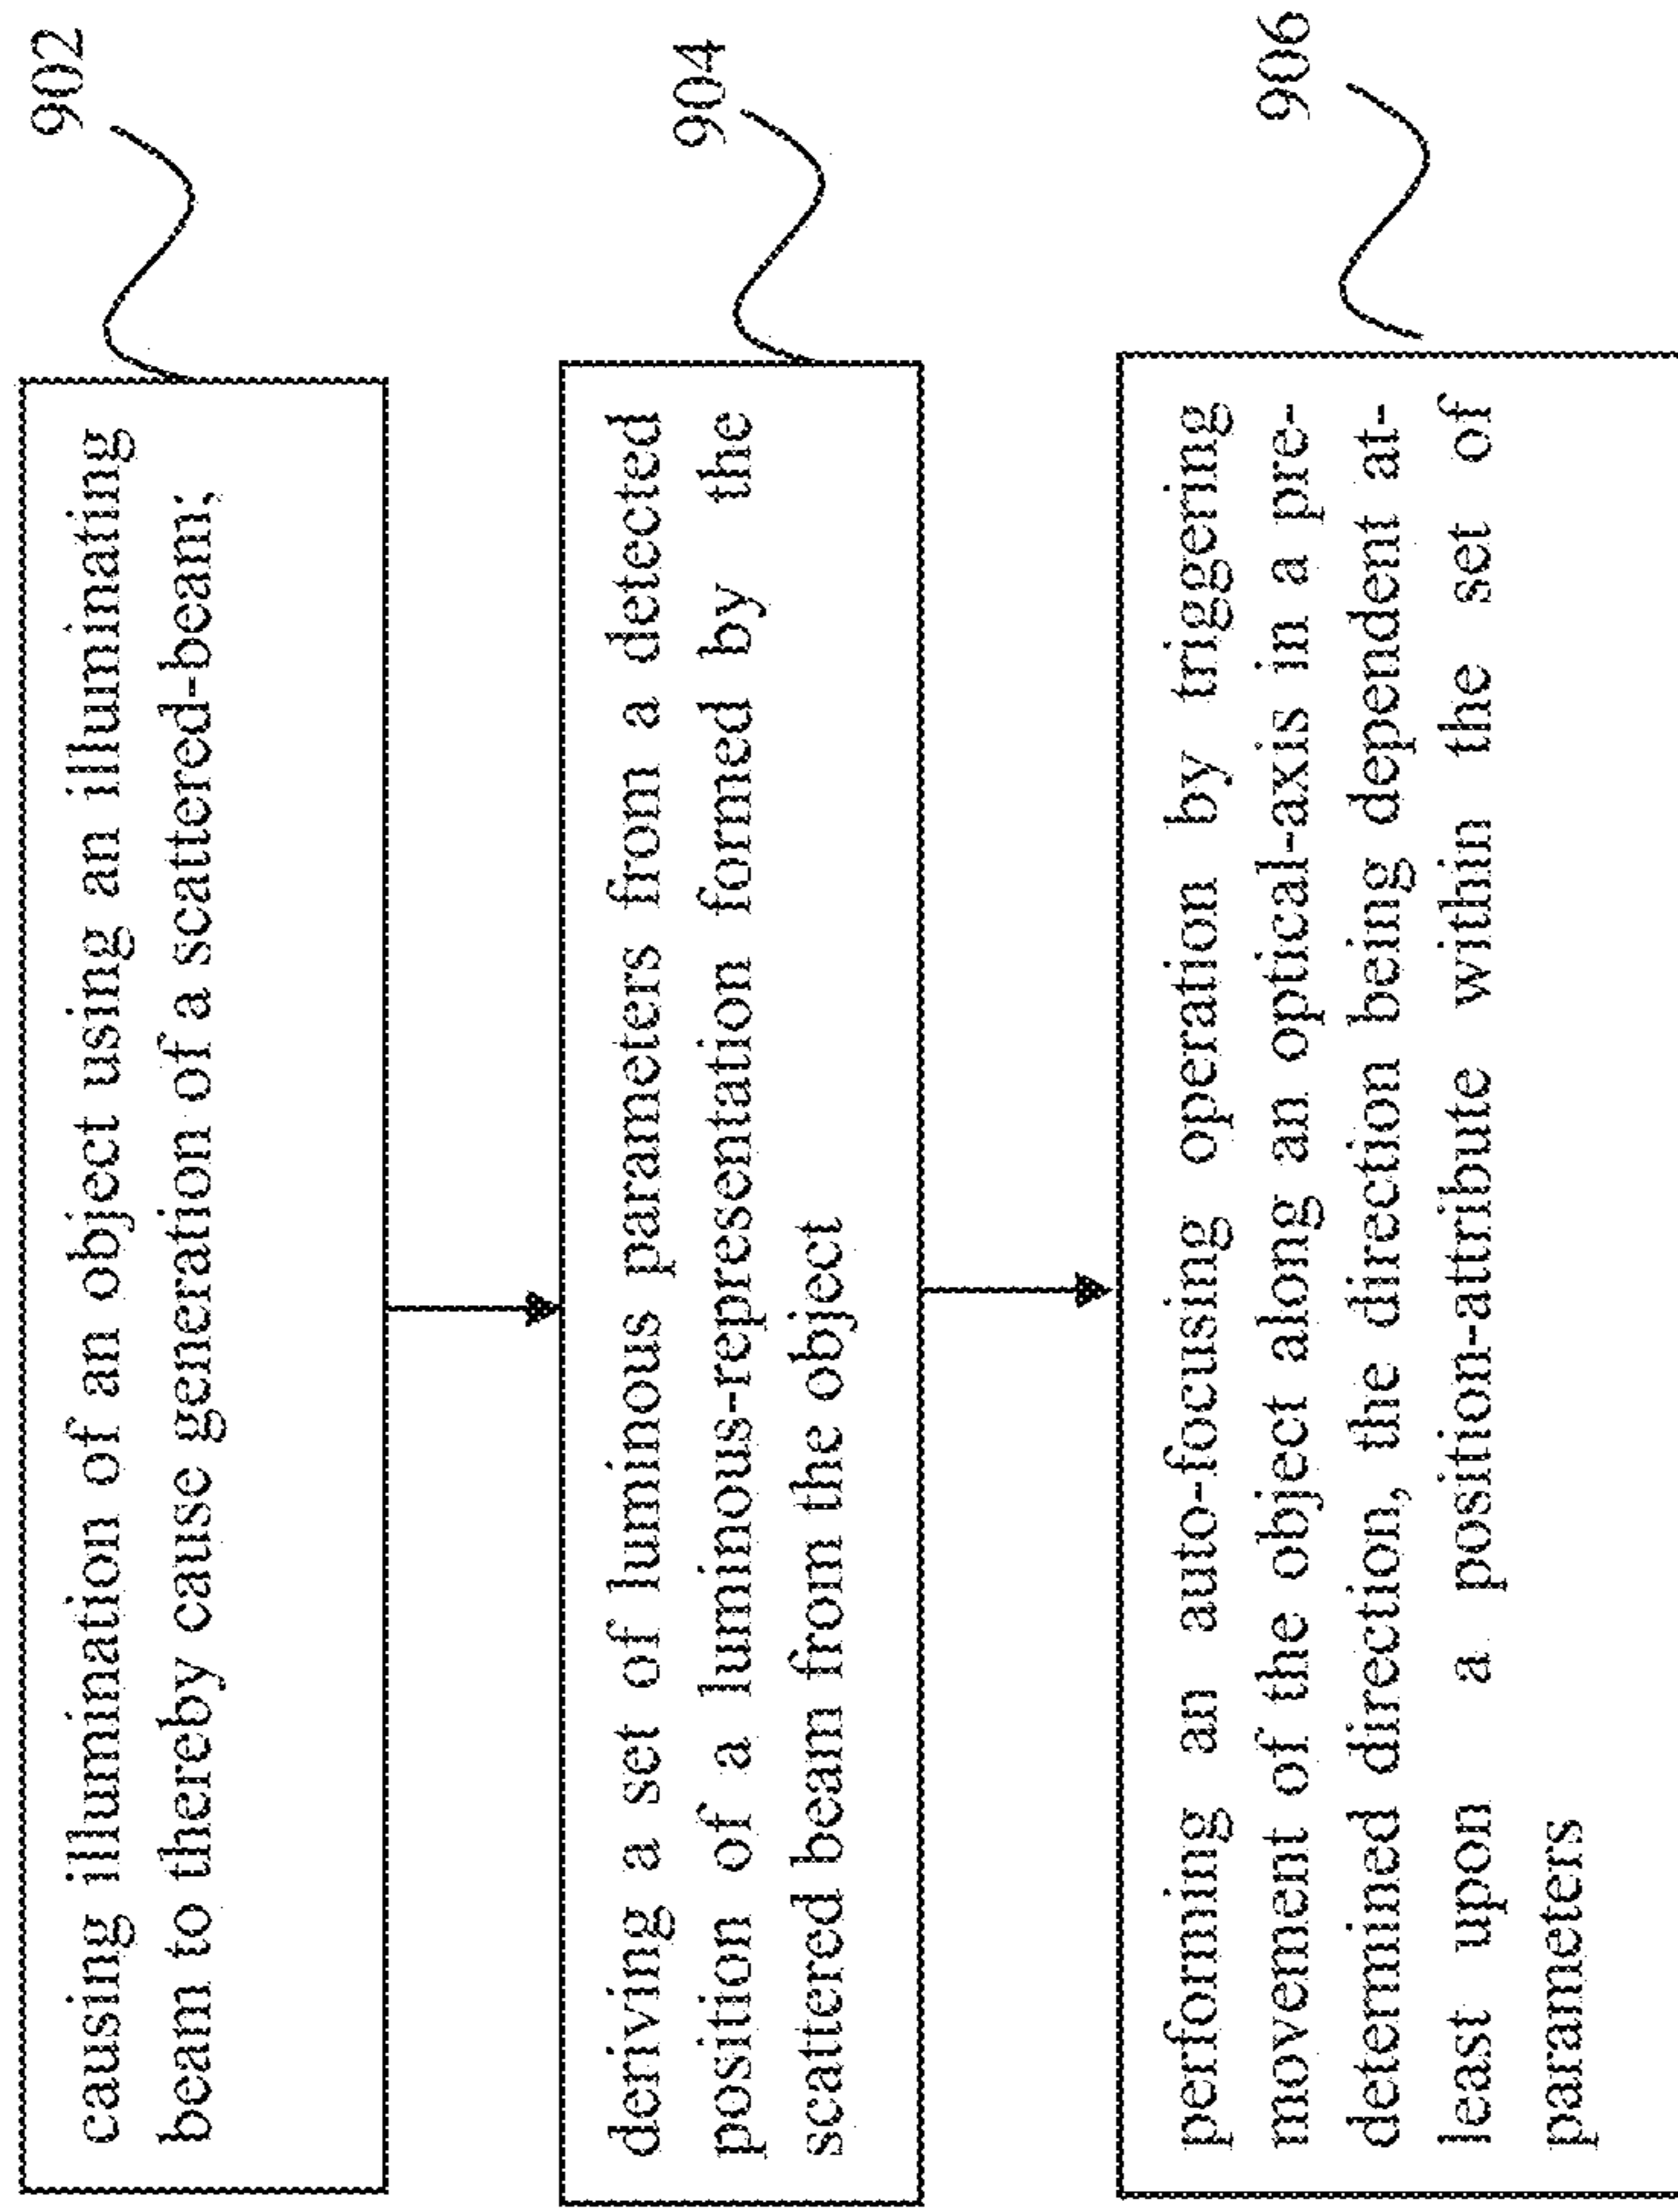 902
causing illumination of an object using an illuminating
beam to thereby cause generation of a scattered-beam;
904
deriving a set of luminous parameters from a detected
position of a luminous-representation formed by the
scattered beam from the object
906
performing an auto-focusing operation by triggering
movement of the object along an optical-axis in a pre-
determined direction, the direction being dependent at-
least upon a position-attribute within the set of
parameters